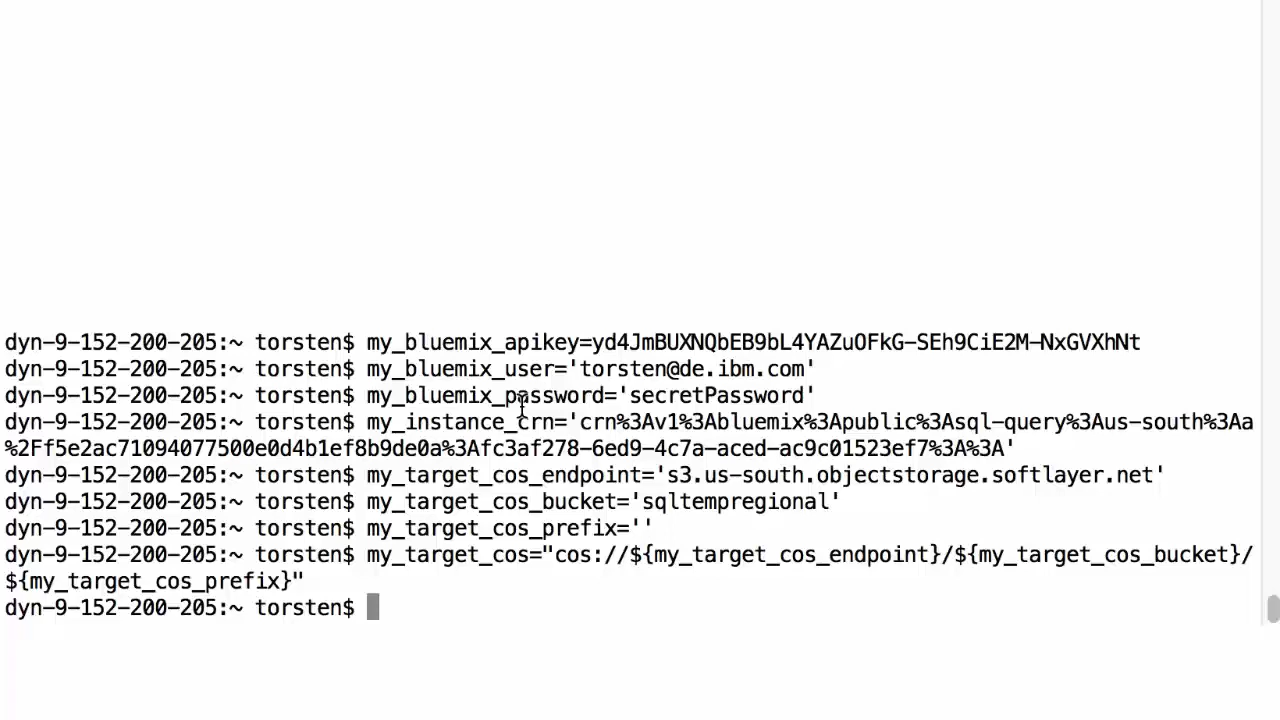 dyn-9-152-200-205:~ torsten$ my_bluemix_apikey=yd4JmBUXNQbEB9bL4YAZuOFkG-SEh9CiE2M-NxGVXhNt
dyn-9-152-200-205:~ torsten$ my_bluemix_user='torsten@de.ibm.com'
dyn-9-152-200-205:~ torsten$ my_bluemix_password='secretPassword'
dyn-9-152-200-205:~ torsten$ my_instance_crn='crn%3Av1%3Abluemix%3Apublic%3Asql-query%3Aus-south%3Aa
%2Ff5e2ac71094077500e0d4b1ef8b9de0a%3Afc3af278-6ed9-4c7a-aced-ac9c01523ef7%3A%3A'
dyn-9-152-200-205:~ torsten$ my_target_cos_endpoint='s3.us-south.objectstorage.softlayer.net'
dyn-9-152-200-205:~ torsten$ my_target_cos_bucket='sqltempregional'
dyn-9-152-200-205:~ torsten$ my_target_cos_prefix=''
dyn-9-152-200-205:~ torsten$ my_target_cos="cos://${my_target_cos_endpoint}/${my_target_cos_bucket}/
${my_target_cos_prefix}"
dyn-9-152-200-205:~ torsten$